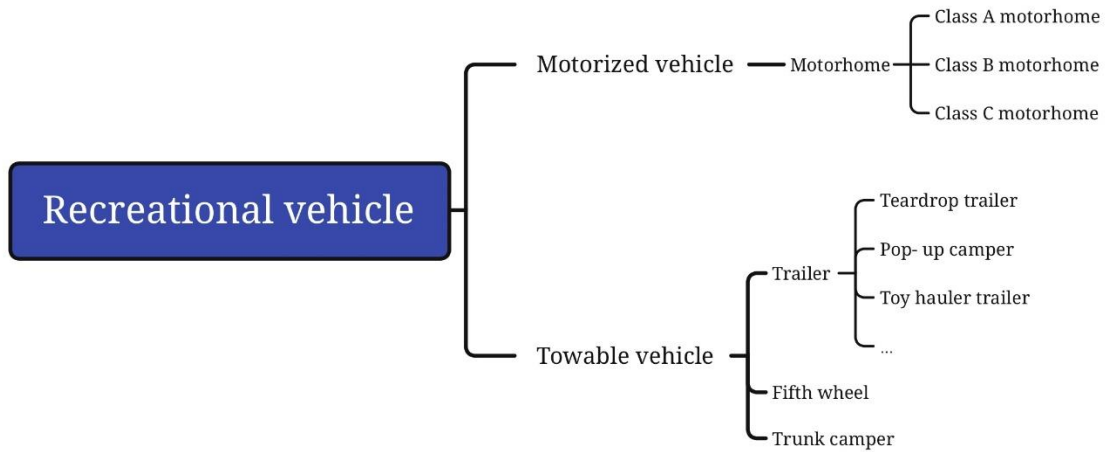 Recreational vehicle
Motorized vehicle
Motorhome
Class A motorhome
Class B motorhome
Class C motorhome
Towable vehicle
Trailer
Teardrop trailer
Pop- up camper
Toy hauler trailer
...
Fifth wheel
Trunk camper